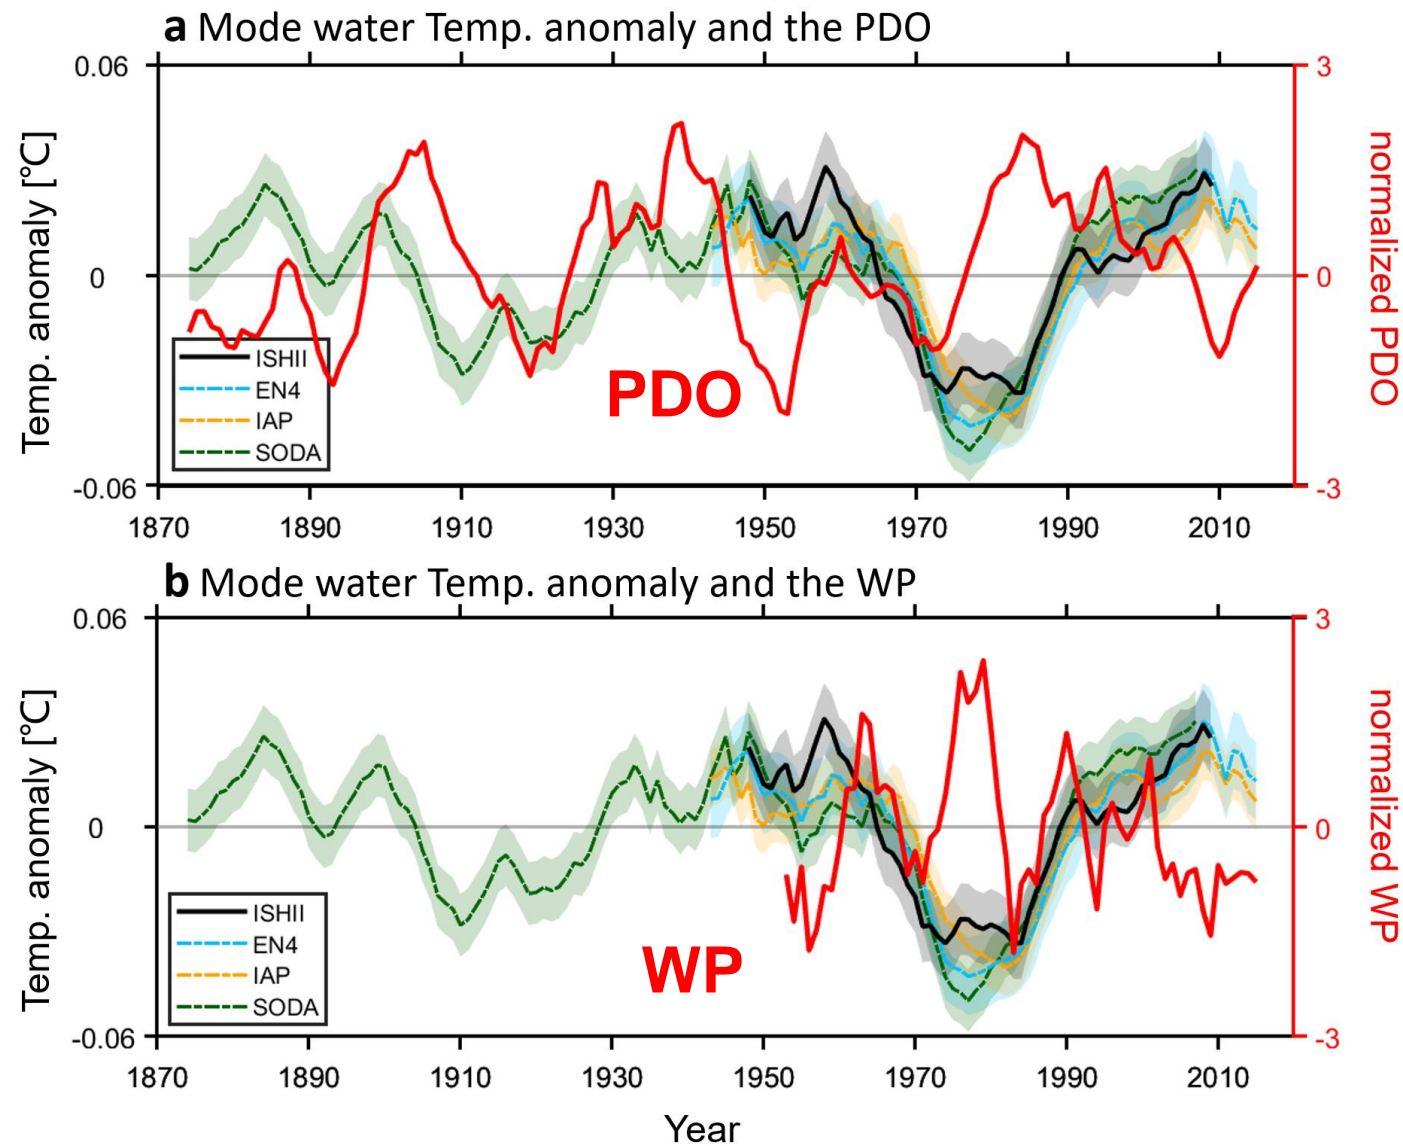 a Mode water Temp. anomaly and the PDO
0.06
0
-0.06
Temp. anomaly [°C]
3
0
-3
normalized PDO
ISHII
EN4
IAP
SODA
PDO
1870 1890 1910 1930 1950 1970 1990 2010
b Mode water Temp. anomaly and the WP
0.06
0
-0.06
Temp. anomaly [°C]
3
0
-3
normalized WP
ISHII
EN4
IAP
SODA
WP
1870 1890 1910 1930 1950 1970 1990 2010
Year